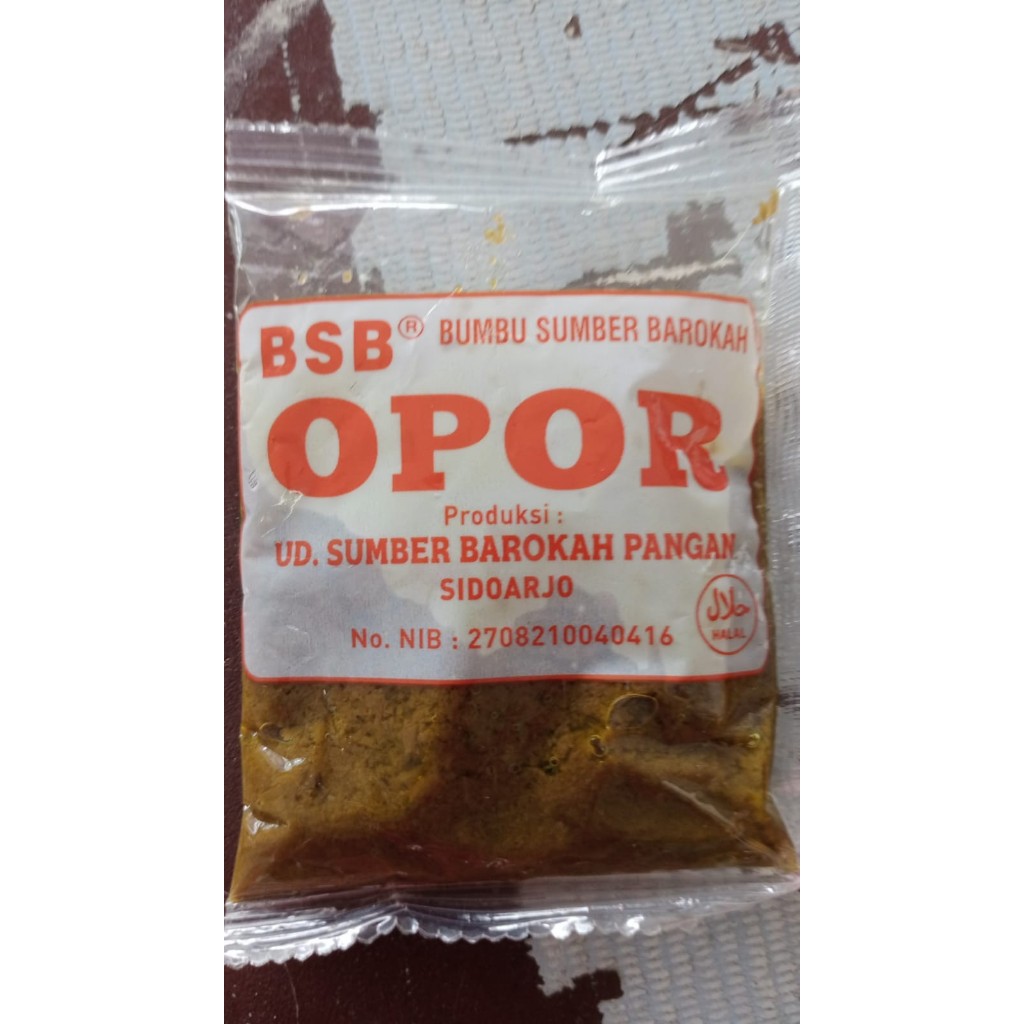 BSB® BUMBU SUMBER BAROKAH
OPOR
Produksi :
UD. SUMBER BAROKAH PANGAN
SIDOARJO
حلال
HALAL
No. NIB : 2708210040416